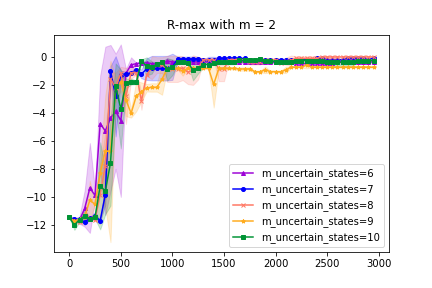 R-max with m = 2
0
−2
−4
−6
−8
−10
−12
0
500
1000
1500
2000
2500
3000
m_uncertain_states=6
m_uncertain_states=7
m_uncertain_states=8
m_uncertain_states=9
m_uncertain_states=10